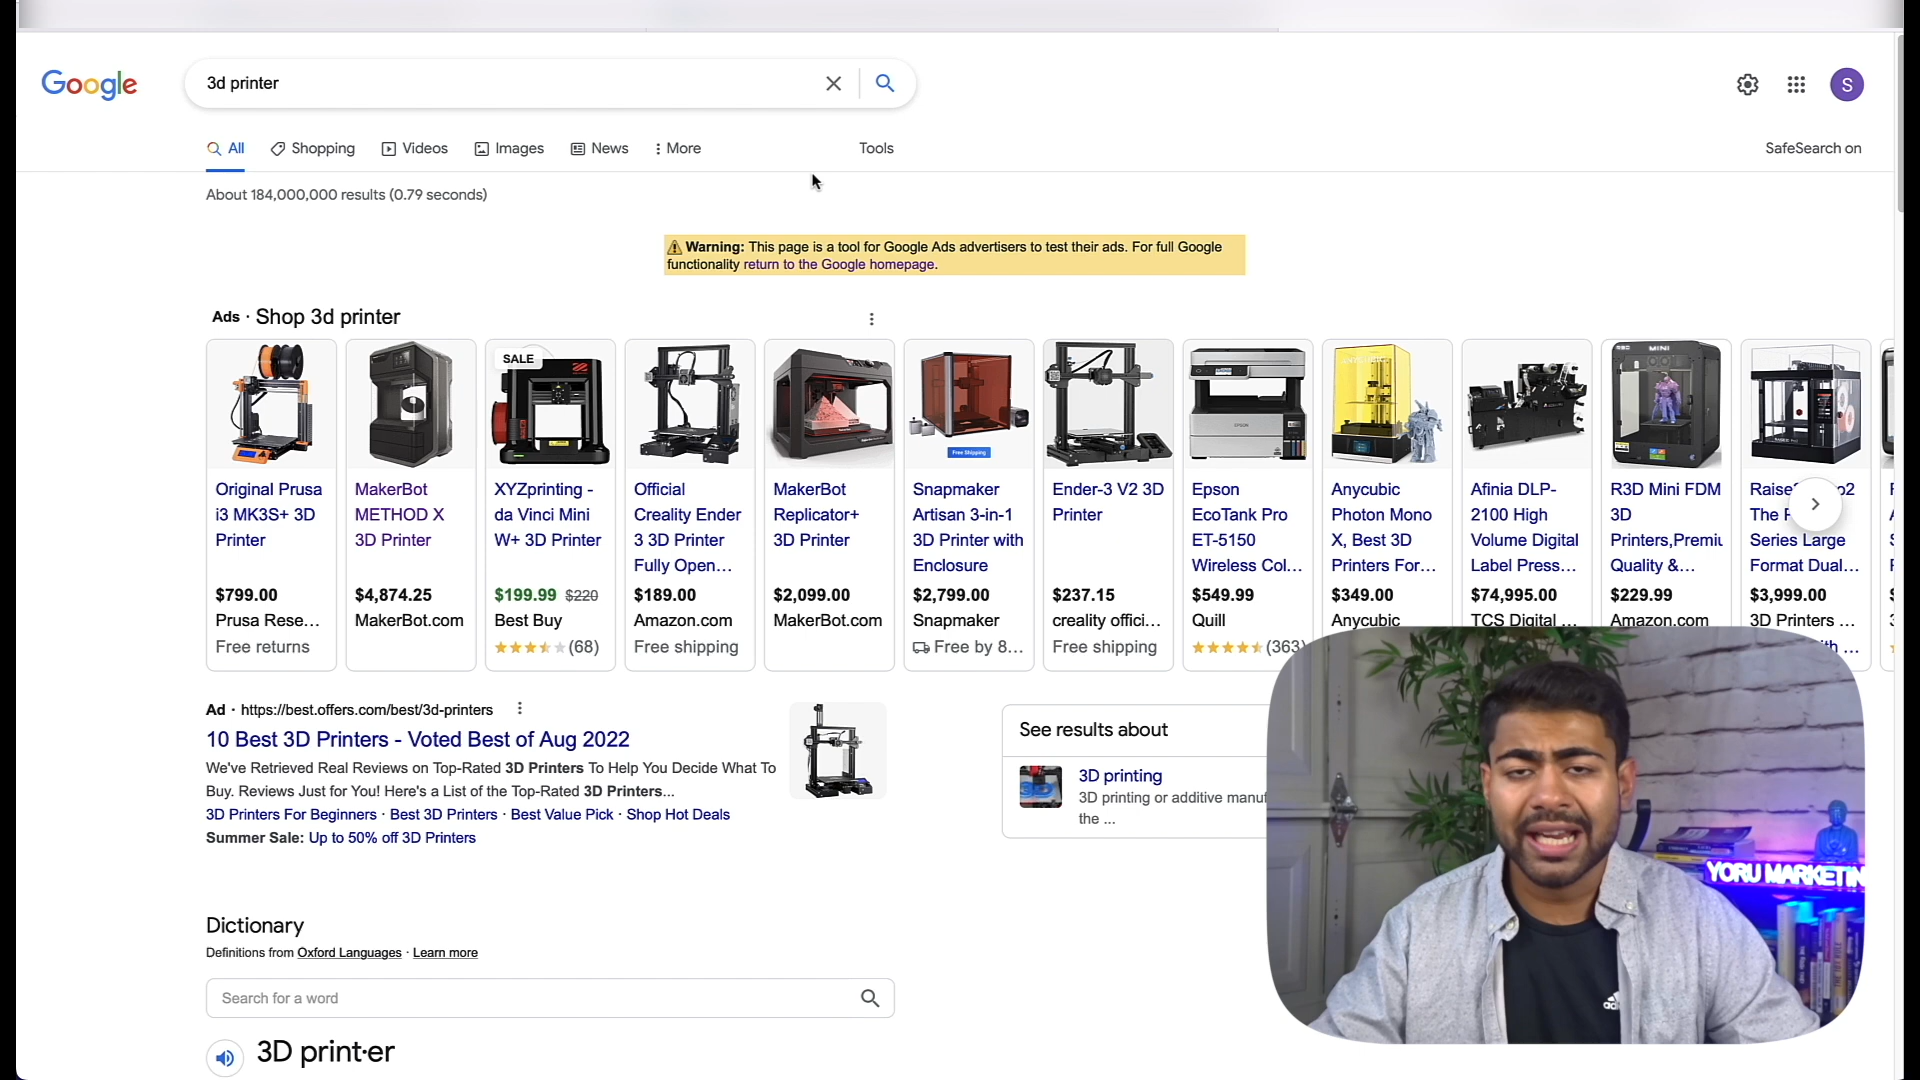 Google
3d printer
S
All
Shopping
Videos
Images
News
More
Tools
SafeSearch on
About 184,000,000 results (0.79 seconds)
Warning: This page is a tool for Google Ads advertisers to test their ads. For full Google
functionality return to the Google homepage.
Ads · Shop 3d printer
Original Prusa
i3 MK3S+ 3D
Printer
$799.00
Prusa Rese...
Free returns
MakerBot
METHOD X
3D Printer
$4,874.25
MakerBot.com
SALE
XYZprinting -
da Vinci Mini
W+ 3D Printer
$199.99 $220
Best Buy
(68)
Official
Creality Ender
3 3D Printer
Fully Open...
$189.00
Amazon.com
Free shipping
MakerBot
Replicator+
3D Printer
$2,099.00
MakerBot.com
Free Shipping
Snapmaker
Artisan 3-in-1
3D Printer with
Enclosure
$2,799.00
Snapmaker
Free by 8...
Ender-3 V2 3D
Printer
$237.15
creality offici...
Free shipping
EPSON
Epson
EcoTank Pro
ET-5150
Wireless Col...
$549.99
Quill
(363)
Anycubic
Photon Mono
X, Best 3D
Printers For...
$349.00
Anycubic
Afinia DLP-
2100 High
Volume Digital
Label Press...
$74,995.00
TCS Digital ...
MINI
R3D Mini FDM
3D
Printers,Premiu
Quality &...
$229.99
Amazon.com
The
Series Large
Format Dual...
$3,999.00
3D Printers ...
Ad · https://best.offers.com/best/3d-printers
10 Best 3D Printers - Voted Best of Aug 2022
We've Retrieved Real Reviews on Top-Rated 3D Printers To Help You Decide What To
Buy. Reviews Just for You! Here's a List of the Top-Rated 3D Printers...
3D Printers For Beginners · Best 3D Printers · Best Value Pick · Shop Hot Deals
Summer Sale: Up to 50% off 3D Printers
See results about
3D printing
3D printing or additive manuf
the ...
Dictionary
Definitions from Oxford Languages · Learn more
Search for a word
3D print·er
YORU MARKETIN
adi